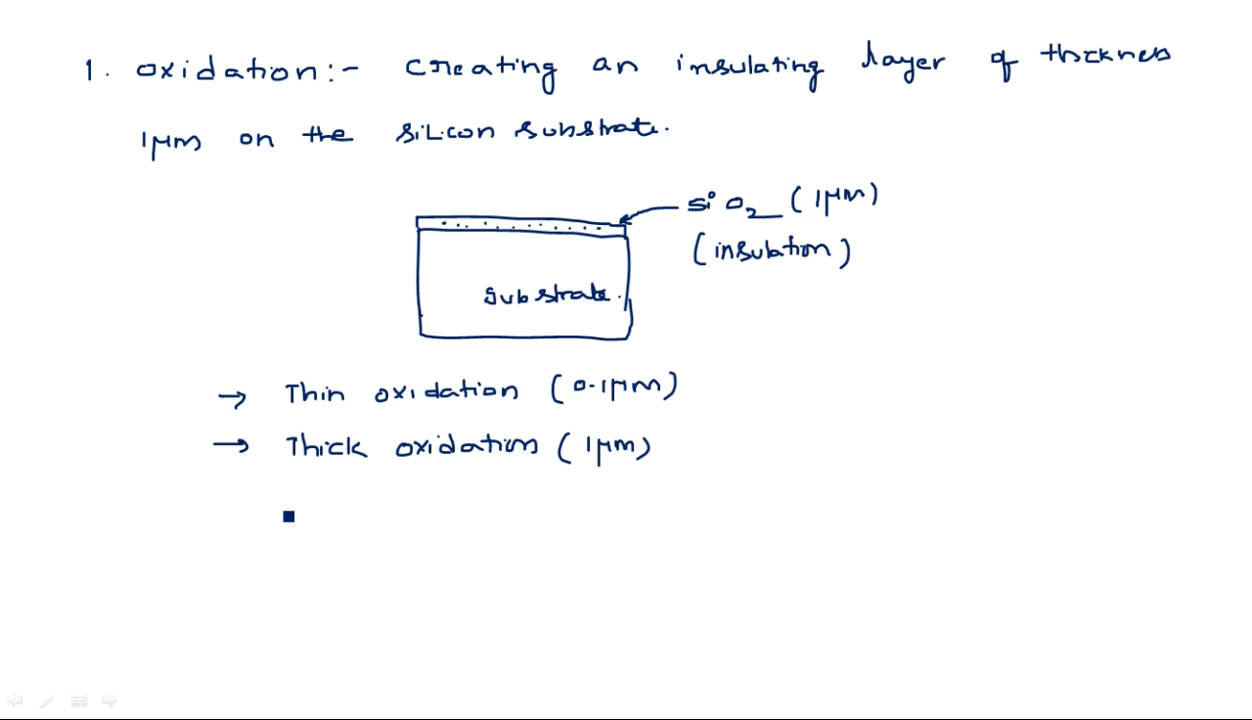 1. oxidation:- creating an insulating layer of thickness
1μm on the silicon substrate.
SiO2 (1μm)
(insulation)
Substrate.
→ Thin oxidation (0.1μm)
→ Thick oxidation (1μm)